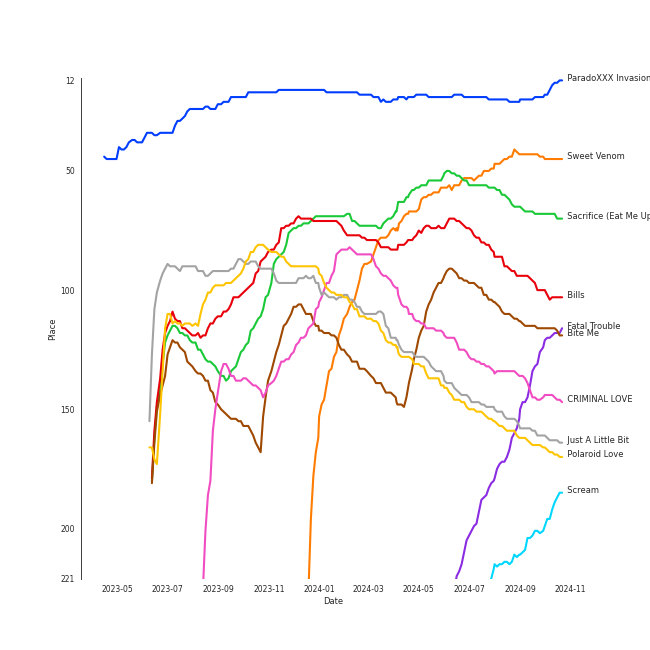 12
ParadoXXX Invasion
Sweet Venom
50
Sacrifice (Eat Me Up
100
Bills
Fatal Trouble
Bite Me
Place
CRIMINAL LOVE
150
Just A Little Bit
Polaroid Love
Scream
200
221
2023-05 2023-07 2023-09 2023-11 2024-01 2024-03 2024-05 2024-07 2024-09 2024-11
Date